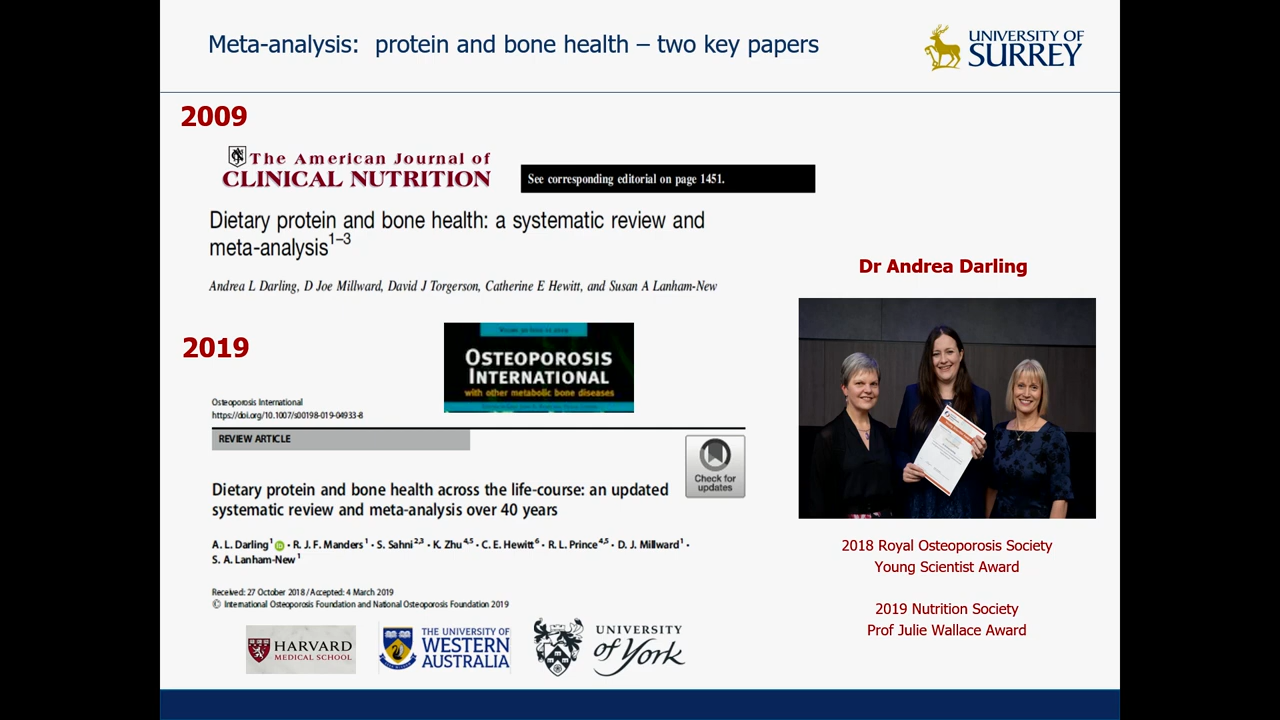 Meta-analysis: protein and bone health – two key papers
UNIVERSITY OF
SURREY
2009
The American Journal of
CLINICAL NUTRITION
See corresponding editorial on page 1451.
Dietary protein and bone health: a systematic review and
meta-analysis1–3
Andrea L Darling, D Joe Millward, David J Torgerson, Catherine E Hewitt, and Susan A Lanham-New
2019
OSTEOPOROSIS
INTERNATIONAL
with other metabolic bone diseases
Osteoporosis International
https://doi.org/10.1007/s00198-019-04933-8
REVIEW ARTICLE
Check for
updates
Dietary protein and bone health across the life-course: an updated
systematic review and meta-analysis over 40 years
A. L. Darling1 · R. J. F. Manders1 · S. Sahni2,3 · K. Zhu4,5 · C. E. Hewitt6 · R. L. Prince4,5 · D. J. Millward1 ·
S. A. Lanham-New1
Received: 27 October 2018 / Accepted: 4 March 2019
© International Osteoporosis Foundation and National Osteoporosis Foundation 2019
HARVARD
MEDICAL SCHOOL
THE UNIVERSITY OF
WESTERN
AUSTRALIA
UNIVERSITY
of York
Dr Andrea Darling
2018 Royal Osteoporosis Society
Young Scientist Award
2019 Nutrition Society
Prof Julie Wallace Award